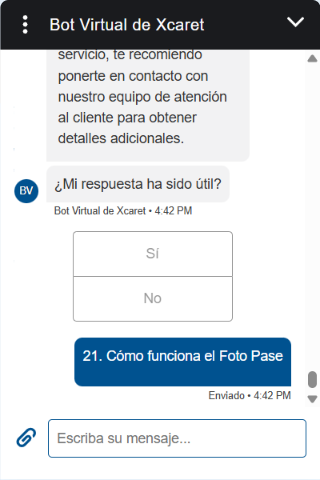 Bot Virtual de Xcaret
servicio, te recomiendo
ponerte en contacto con
nuestro equipo de atención
al cliente para obtener
detalles adicionales.
¿Mi respuesta ha sido útil?
BV
Bot Virtual de Xcaret • 4:42 PM
Sí
No
21. Cómo funciona el Foto Pase
Enviado • 4:42 PM
Escriba su mensaje...